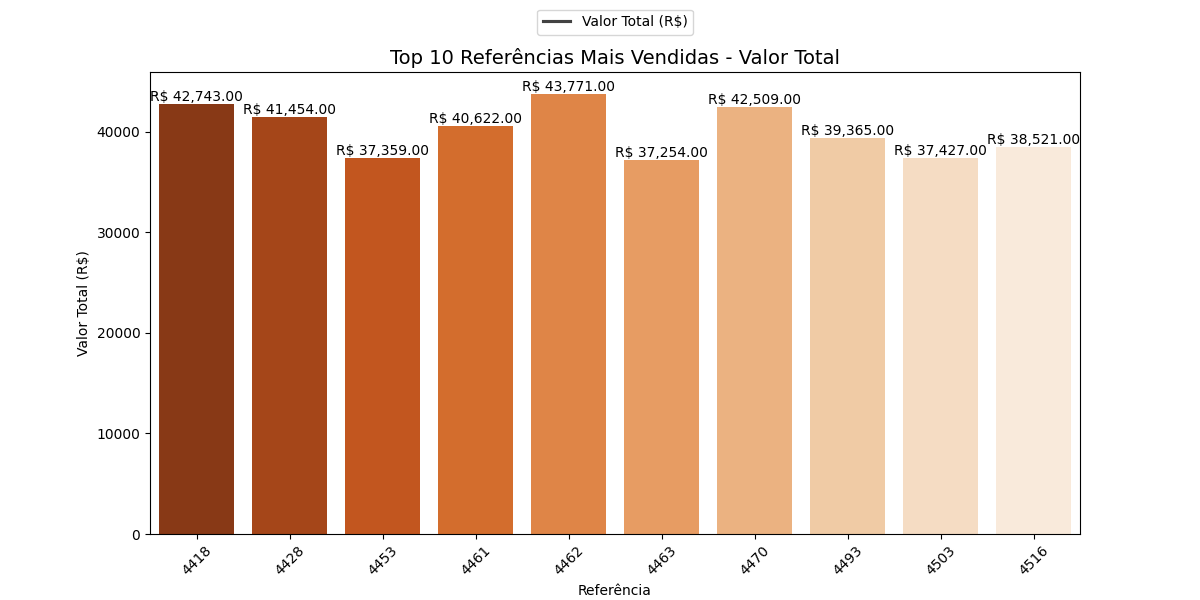 Valor Total (R$)
Top 10 Referências Mais Vendidas - Valor Total
R$ 42,743.00
R$ 41,454.00
R$ 37,359.00
R$ 40,622.00
R$ 43,771.00
R$ 37,254.00
R$ 42,509.00
R$ 39,365.00
R$ 37,427.00
R$ 38,521.00
Valor Total (R$)
40000
30000
20000
10000
0
4418
4428
4453
4461
4462
4463
4470
4493
4503
4516
Referência